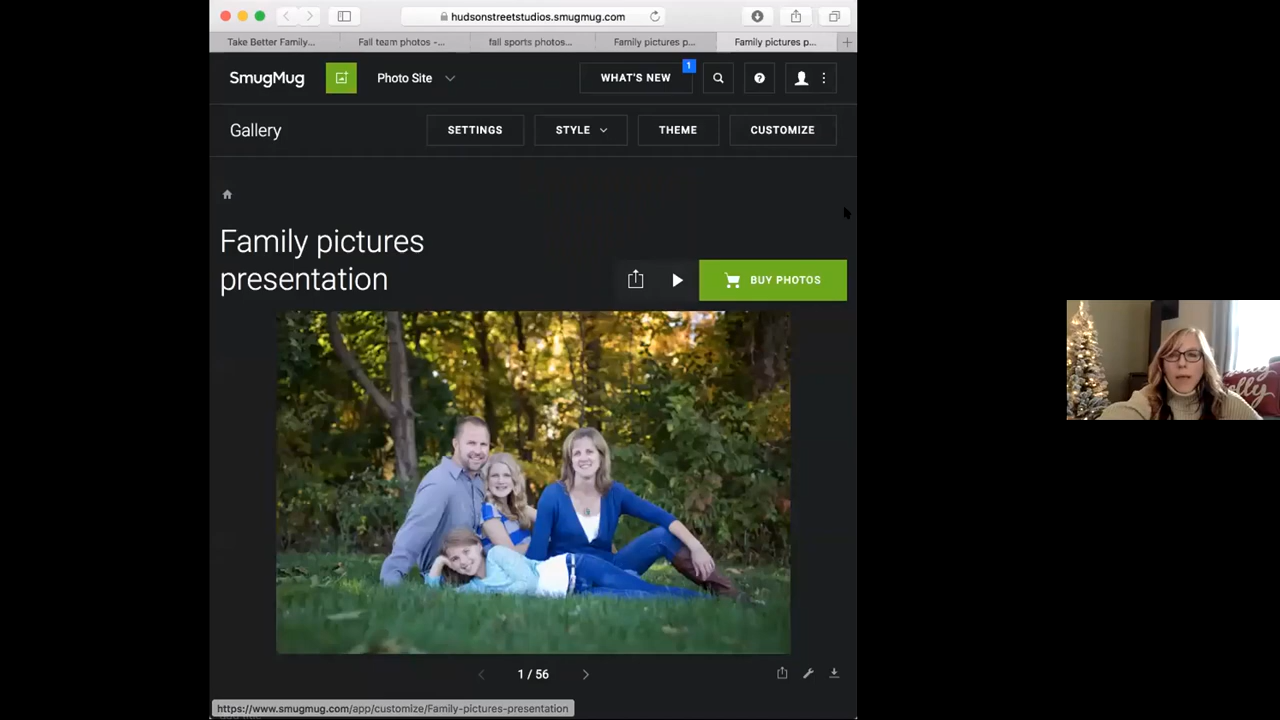 hudsonstreetstudios.smugmug.com
Take Better Family...
Fall team photos -...
fall sports photos...
Family pictures p...
Family pictures p...
SmugMug
Photo Site
WHAT'S NEW
1
Gallery
SETTINGS
STYLE
THEME
CUSTOMIZE
Family pictures
presentation
BUY PHOTOS
1 / 56
https://www.smugmug.com/app/customize/Family-pictures-presentation